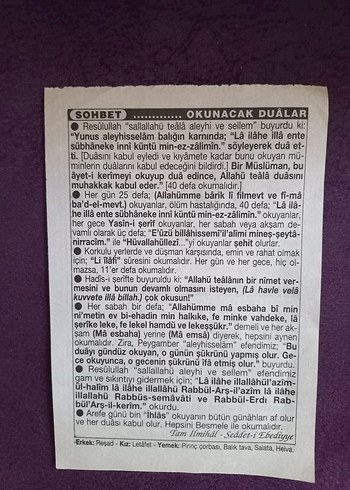 SOHBET ............. OKUNACAK DUÂLAR
● Resûlullah “sallallahü teâlâ aleyhi ve sellem” buyurdu ki:
“Yunus aleyhisselâm balığın karnında; “Lâ ilâhe illâ ente
sübhâneke innî küntü min-ez-zâlimîn.” söyleyerek duâ et-
ti. [Duâsını kabul eyledi ve kıyâmete kadar bunu okuyan mü-
minlerin duâlarını kabul edeceğini bildirdi.] Bir Müslüman, bu
âyet-i kerimeyi okuyup duâ edince, Allahü teâlâ duâsını
muhakkak kabul eder.” [40 defa okumalıdır.]
● Her gün 25 defa; (Allahümme bârik lî filmevt ve fî-mâ
ba’d-el-mevt.) okuyanlar, ölüm hastalığında, 40 defa; “Lâ ilâ-
he illâ ente sübhâneke innî küntü min-ez-zâlimîn.” okuyanlar,
her gece Yasîn-i şerif okuyanlar, her sabah veya akşam de-
vamlı olarak üç defa; “E’ûzü billâhissemî’il’alîmi mineş-şeytâ-
nirracîm.” ile “Hüvallahüllezî...”yi okuyanlar şehit olurlar.
● Korkulu yerlerde ve düşman karşısında, emin ve rahat olmak
için; “Li îlâfi” sûresini okumalıdır. Her gün ve her gece, hiç ol-
mazsa, 11’er defa okumalıdır.
● Hadîs-i şerifte buyuruldu ki: “Allahü teâlânın bir nîmet ver-
mesini ve bunun devamlı olmasını isteyen, (Lâ havle velâ
kuvvete illâ billah.) çok okusun!”
● Her sabah bir defa; “Allahümme mâ esbaha bî min
ni’metin ev bi-ehadin min halkıke, fe minke vahdeke, lâ
şerîke leke, fe lekel hamdü ve lekeşşükr.” demeli ve her ak-
şam (Mâ esbaha) yerine (Mâ emsâ) diyerek, hepsini aynen
okumalıdır. Zira, Peygamber “aleyhisselâm” efendimiz; “Bu
duâyı gündüz okuyan, o günün şükrünü yapmış olur. Ge-
ce okuyunca, o gecenin şükrünü ifâ etmiş olur.” buyurdu.
● Resûlullah “sallallahü teâlâ aleyhi ve sellem” efendimiz
gam ve sıkıntıyı gidermek için; “Lâ ilâhe illallâhül’azîm-
ül-halîm lâ ilâhe illallâhü Rabbül-Arş-il’azîm lâ ilâhe
illallahü Rabbüs-semâvâti ve Rabbül-Erdı Rab-
bül’Arş-il-kerîm.” okurdu.
● Arefe günü bin “İhlâs” okuyanın bütün günâhları af olur
ve her duâsı kabul olur. Hepsini Besmele ile okumalıdır.
Tam İlmihâl - Seâdet-i Ebediyye
Erkek: Reşad - Kız: Letâfet - Yemek: Pirinç çorbası, Balık tava, Salata, Helva.